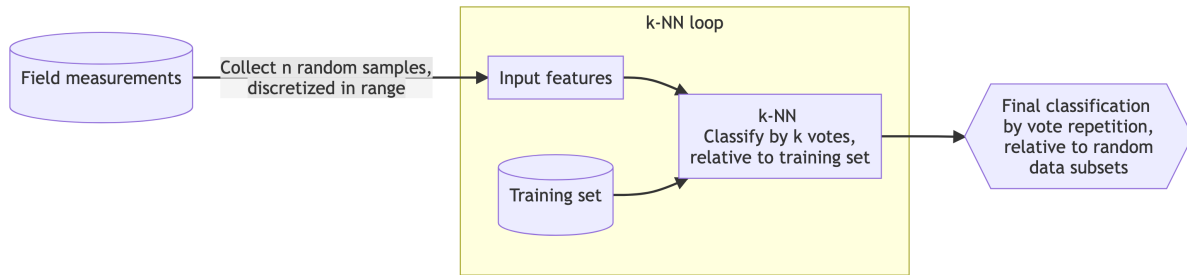 k-NN loop
Field measurements
Collect n random samples,
discretized in range
Input features
Training set
k-NN
Classify by k votes,
relative to training set
Final classification
by vote repetition,
relative to random
data subsets